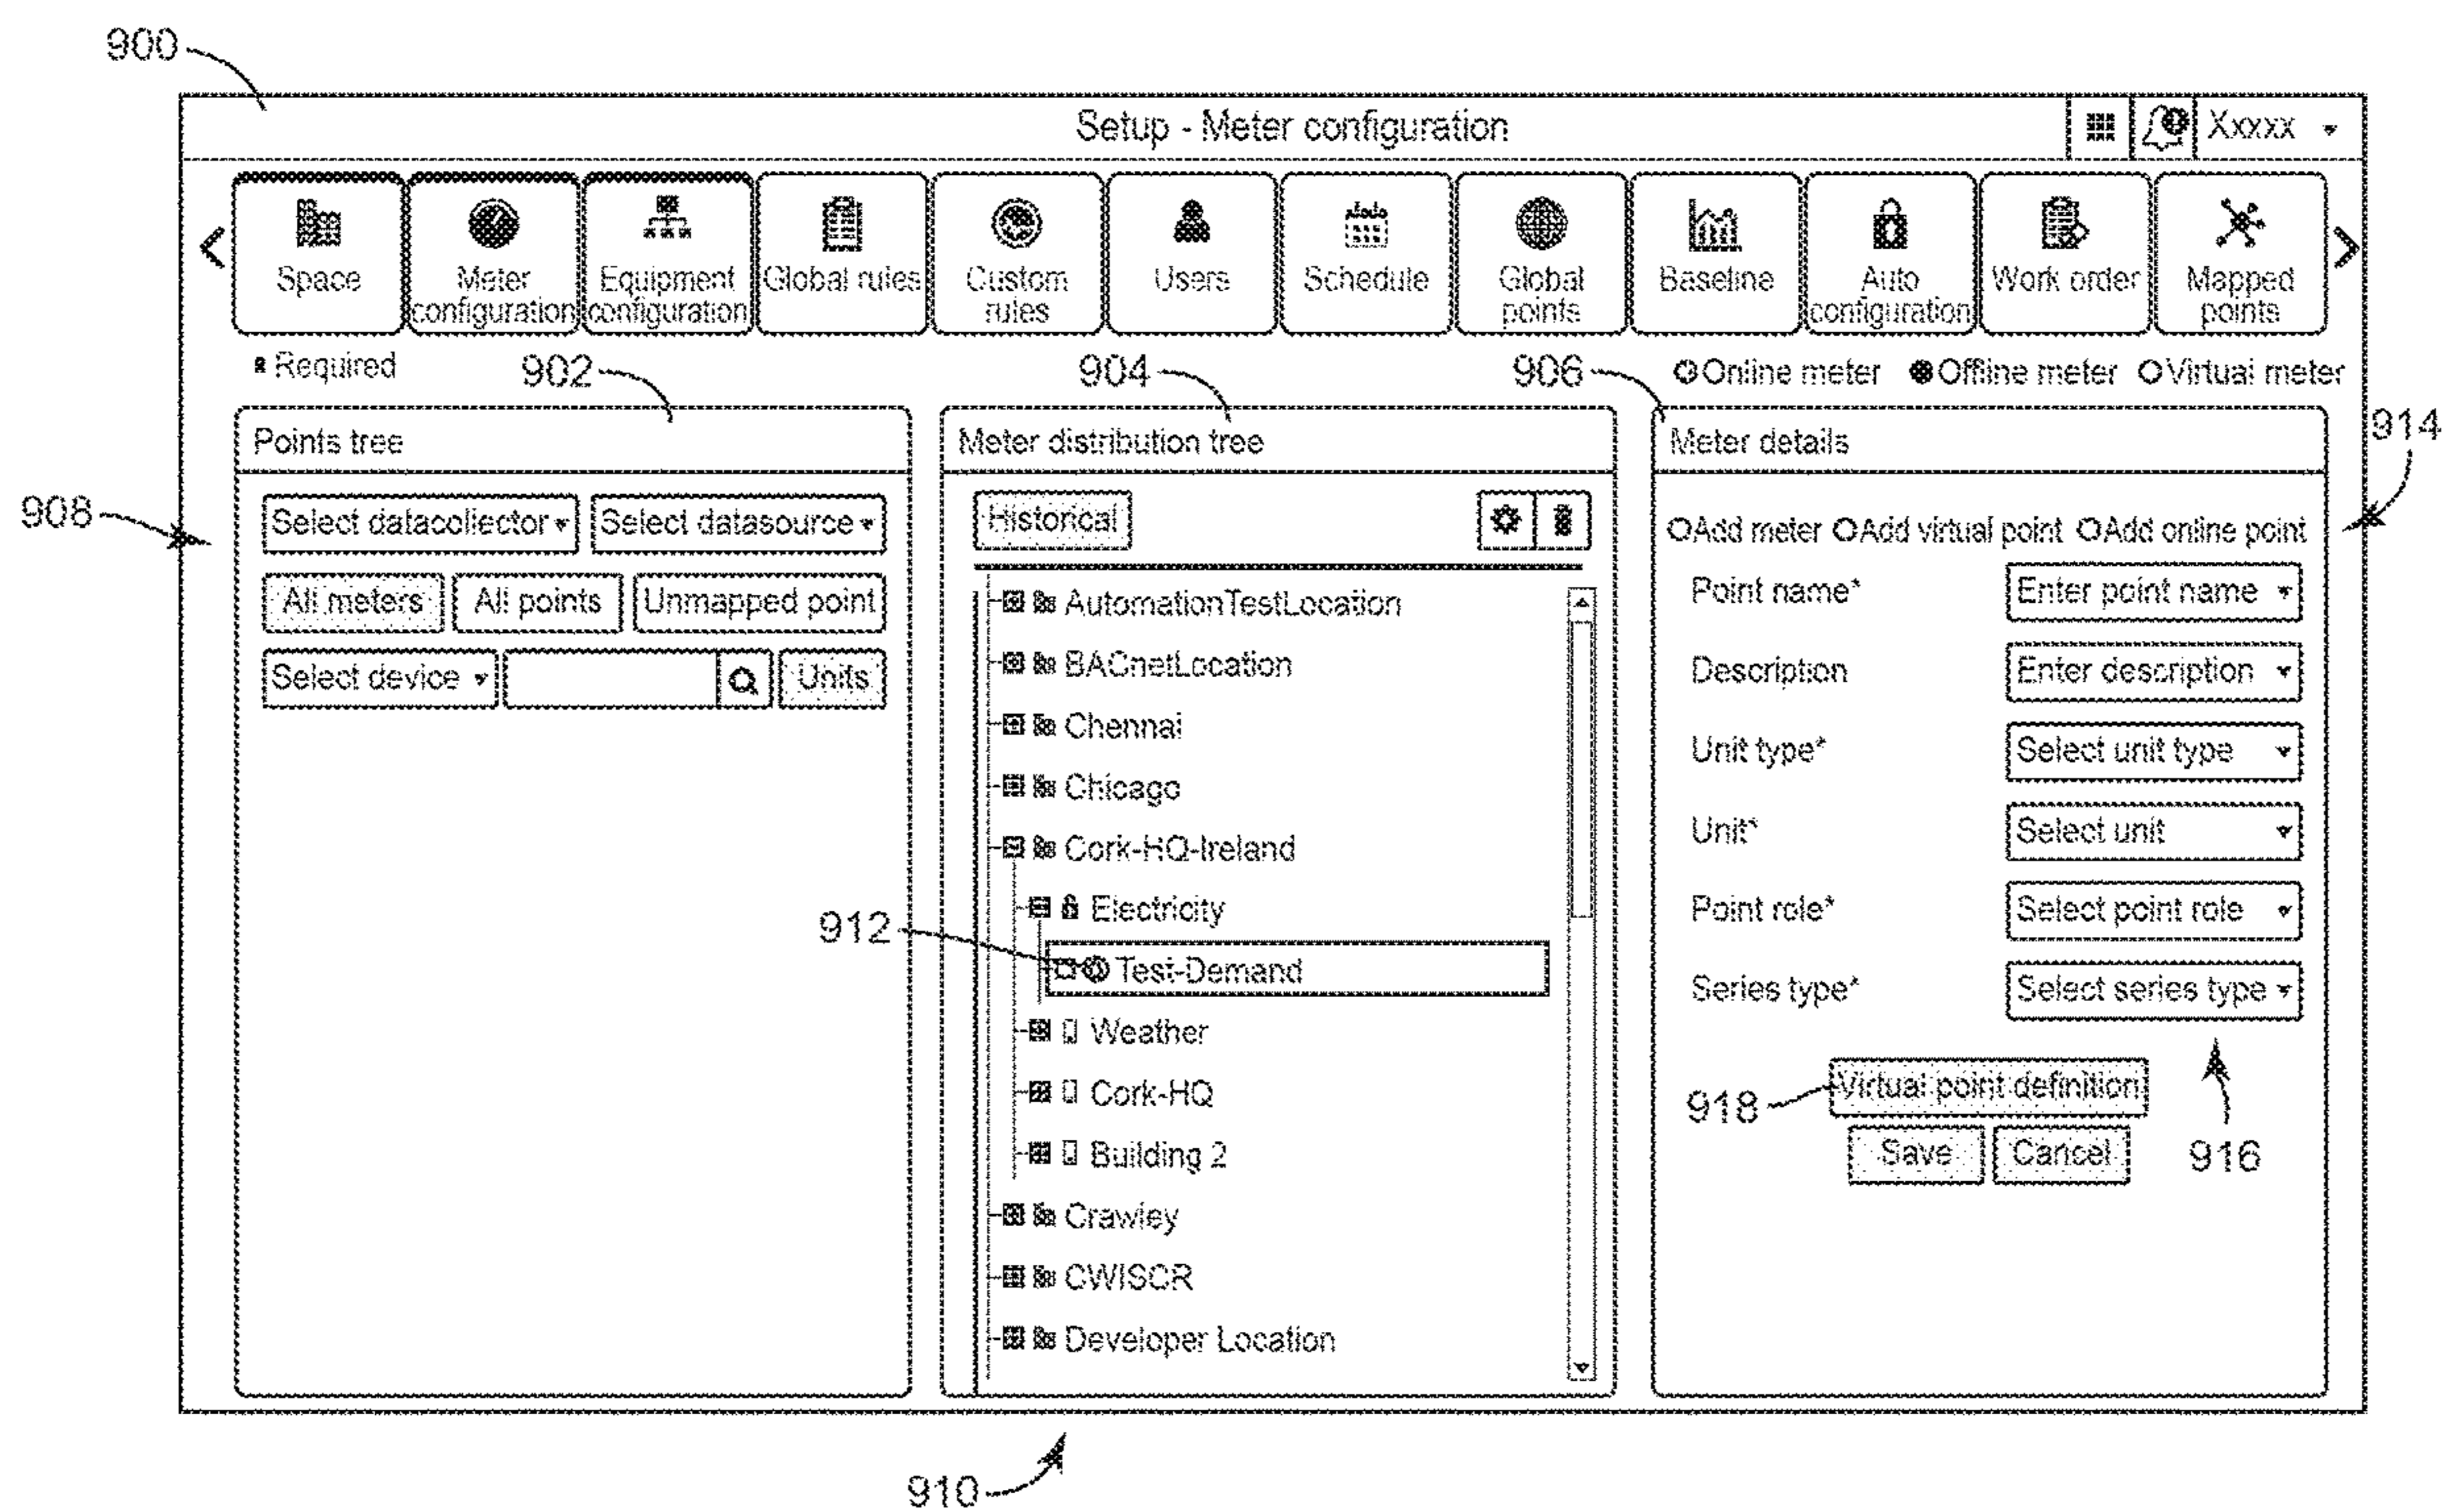 900
Setup - Meter configuration
Xxxxx
Space
Meter configuration
Equipment configuration
Global rules
Custom rules
Users
Schedule
Global points
Baseline
Auto configuration
Work order
Mapped points
Required
902
904
906
Online meter Offline meter Virtual meter
Points tree
Meter distribution tree
Meter details
914
908
Select datacollector
Select datasource
All meters
All points
Unmapped point
Select device
Units
Historical
AutomationTestLocation
BACnetLocation
Chennai
Chicago
Cork-HQ-Ireland
Electricity
912
Test-Demand
Weather
Cork-HQ
Building 2
Crawley
CWISCR
Developer Location
Add meter Add virtual point Add online point
Point name* Enter point name
Description Enter description
Unit type* Select unit type
Unit* Select unit
Point role* Select point role
Series type* Select series type
918
Virtual point definition
Save
Cancel
916
910